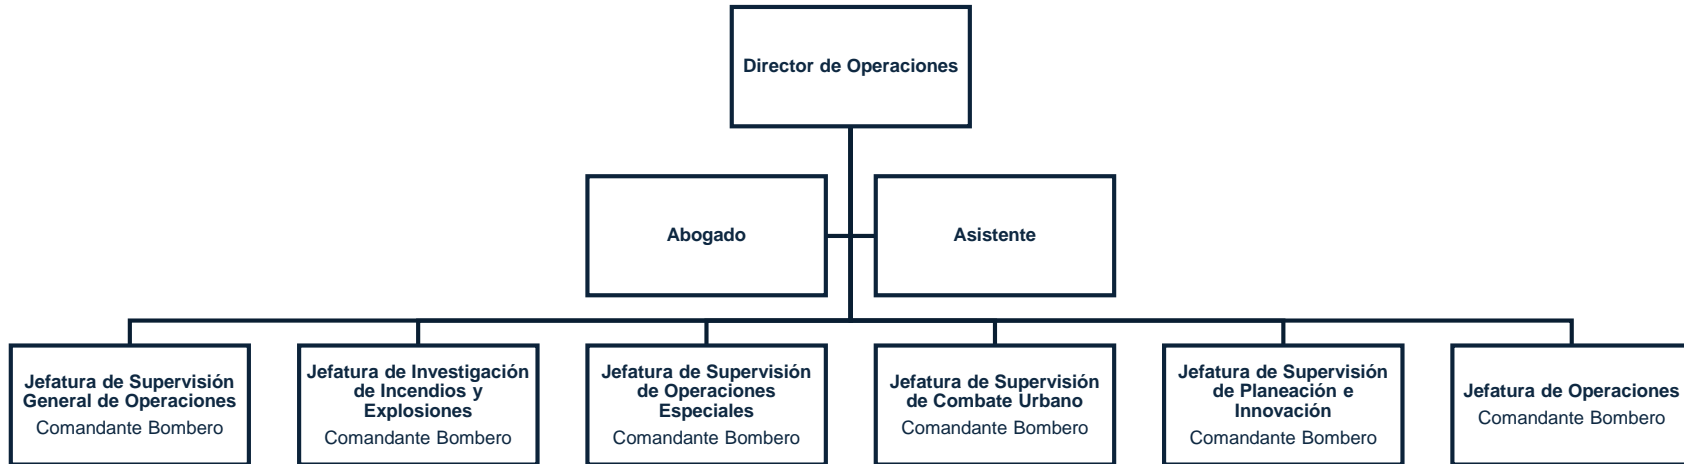 Director de Operaciones
Abogado
Asistente
Jefatura de Supervisión
General de Operaciones
Comandante Bombero
Jefatura de Investigación
de Incendios y
Explosiones
Comandante Bombero
Jefatura de Supervisión
de Operaciones
Especiales
Comandante Bombero
Jefatura de Supervisión
de Combate Urbano
Comandante Bombero
Jefatura de Supervisión
de Planeación e
Innovación
Comandante Bombero
Jefatura de Operaciones
Comandante Bombero